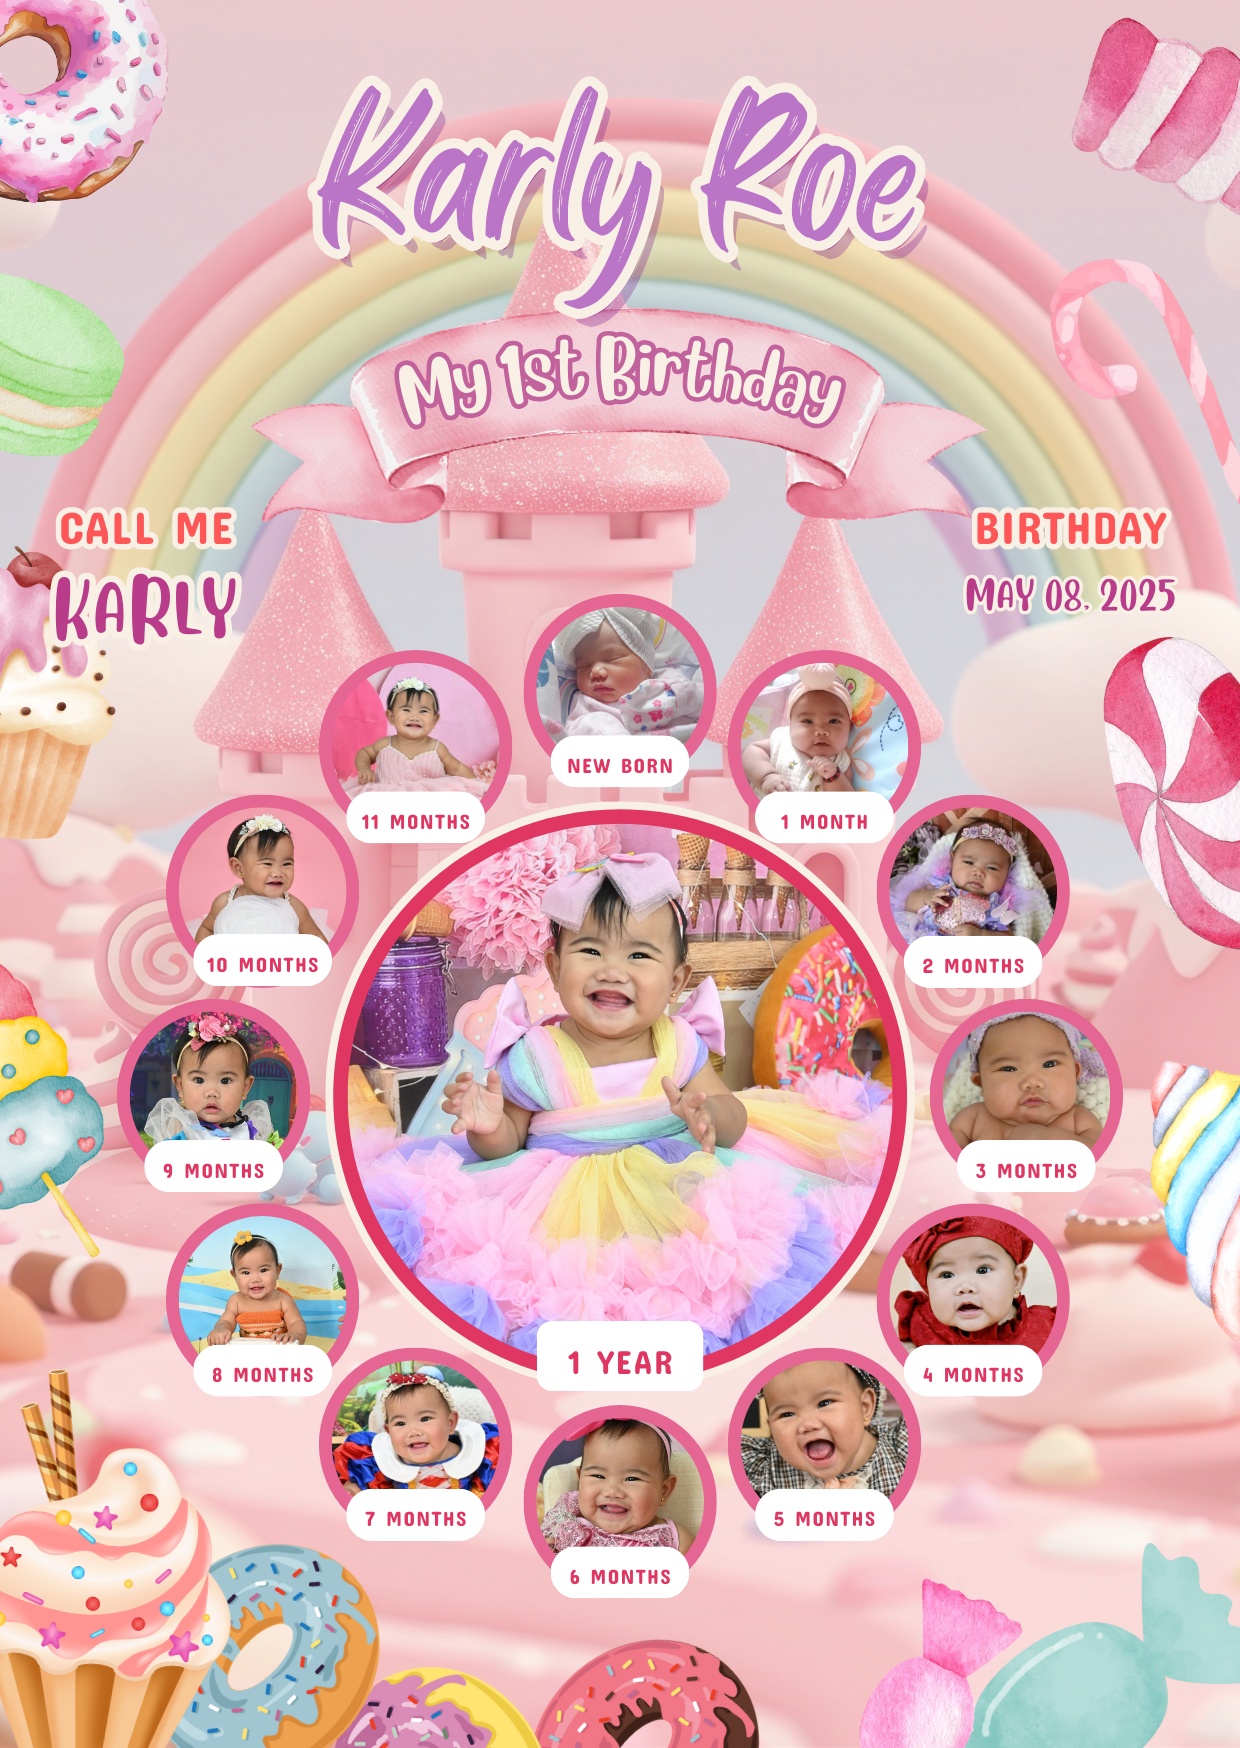 Karly Roe
My 1st Birthday
CALL ME
KARLY
BIRTHDAY
MAY 08, 2025
NEW BORN
1 MONTH
2 MONTHS
3 MONTHS
4 MONTHS
5 MONTHS
6 MONTHS
7 MONTHS
8 MONTHS
9 MONTHS
10 MONTHS
11 MONTHS
1 YEAR